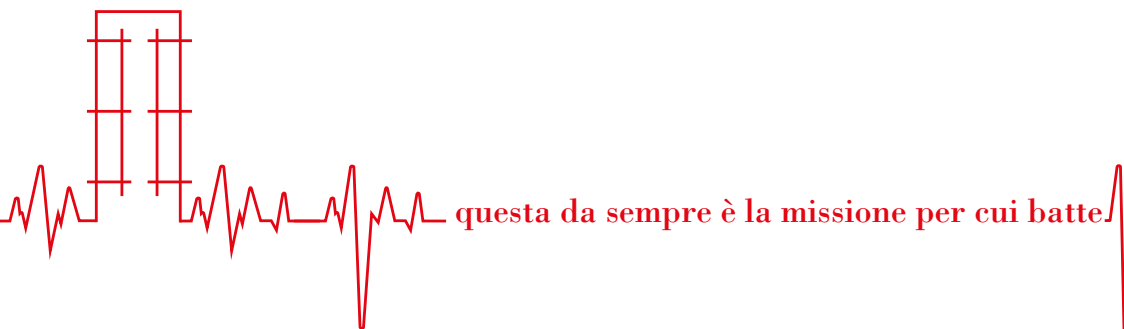 questa da sempre è la missione per cui batte